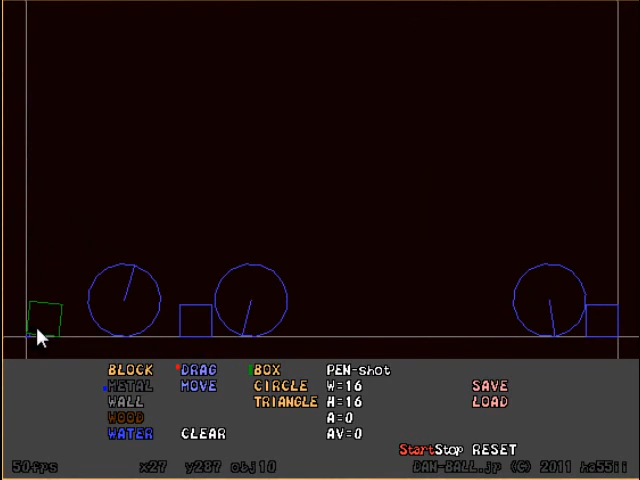 BLOCK DRAG BOX PEN-shot
METAL MOVE CIRCLE W=16 SAVE
WALL TRIANGLE H=16 LOAD
WOOD A=0
WATER CLEAR AV=0
StartStop RESET
50fps x27 y287 obj10 DAN-BALL.jp (C) 2011 ha55ii